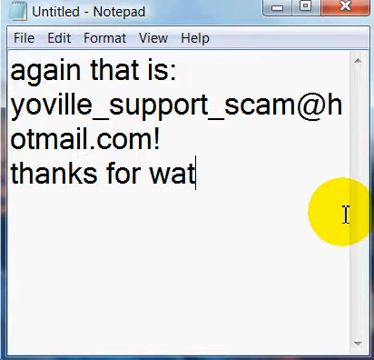 Untitled - Notepad
File Edit Format View Help
again that is:
yoville_support_scam@h
otmail.com!
thanks for wat